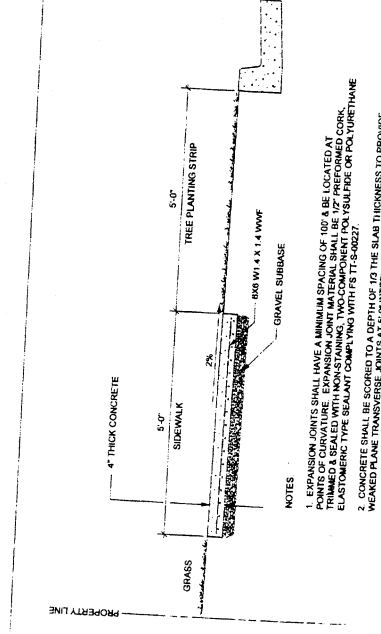 PROPERTY LINE
GRASS
4" THICK CONCRETE
5'-0"
SIDEWALK
5'-0"
TREE PLANTING STRIP
2%
6X6 W1.4 X 1.4 WWF
GRAVEL SUBBASE
NOTES
1. EXPANSION JOINTS SHALL HAVE A MINIMUM SPACING OF 100' & BE LOCATED AT
POINTS OF CURVATURE. EXPANSION JOINT MATERIAL SHALL BE 1/2" PREFORMED CORK,
TRIMMED & SEALED WITH NON-STAINING, TWO-COMPONENT POLYSULFIDE OR POLYURETHANE
ELASTOMERIC TYPE SEALANT COMPLYING WITH FS TT-S-00227.
2. CONCRETE SHALL BE SCORED TO A DEPTH OF 1/3 THE SLAB THICKNESS TO PROVIDE
WEAKED PLANE TRANSVERSE JOINTS AT